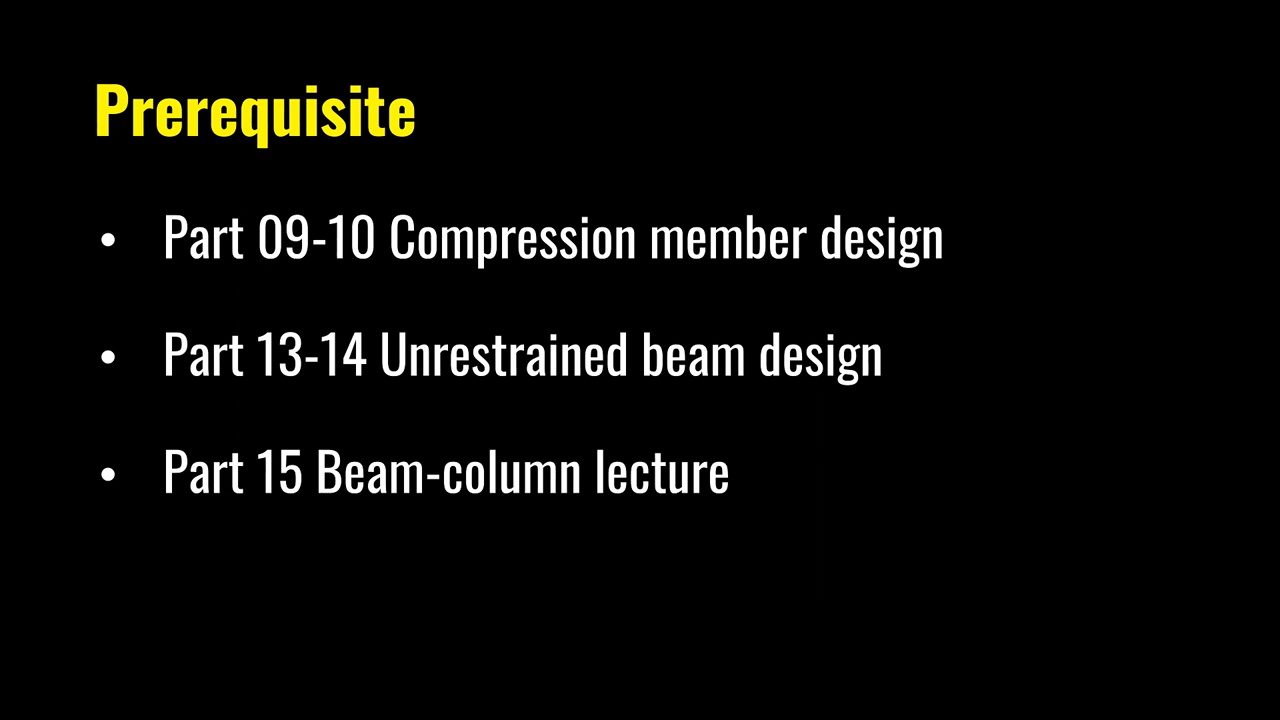 Prerequisite
• Part 09-10 Compression member design
• Part 13-14 Unrestrained beam design
• Part 15 Beam-column lecture